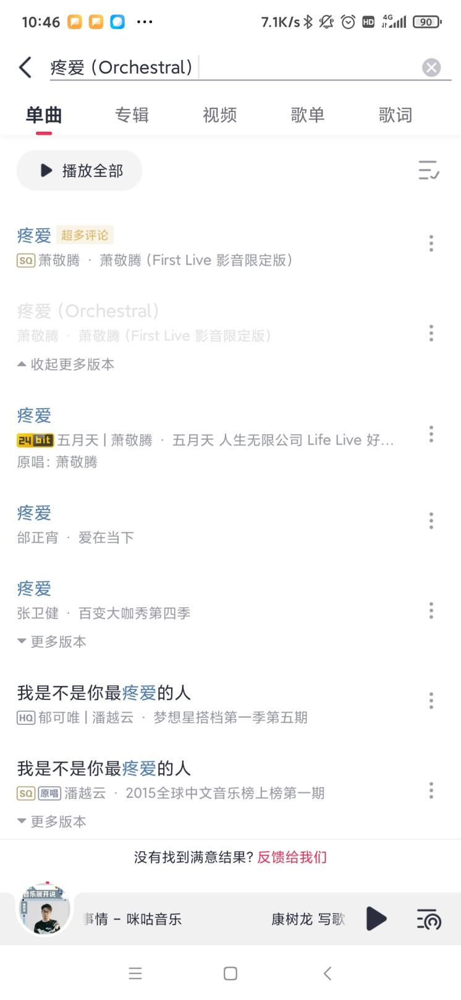 10:46
7.1K/s HD 4G 90
疼爱 (Orchestral)
单曲 专辑 视频 歌单 歌词
播放全部
疼爱 超多评论
SQ 萧敬腾 · 萧敬腾 (First Live 影音限定版)
疼爱 (Orchestral)
萧敬腾 · 萧敬腾 (First Live 影音限定版)
收起更多版本
疼爱
24 bit 五月天 | 萧敬腾 · 五月天 人生无限公司 Life Live 好...
原唱: 萧敬腾
疼爱
邰正宵 · 爱在当下
疼爱
张卫健 · 百变大咖秀第四季
更多版本
我是不是你最疼爱的人
HQ 郁可唯 | 潘越云 · 梦想星搭档第一季第五期
我是不是你最疼爱的人
SQ 原唱 潘越云 · 2015全球中文音乐榜上榜第一期
更多版本
没有找到满意结果? 反馈给我们
音乐展开说
事情 – 咪咕音乐 康树龙 写歌